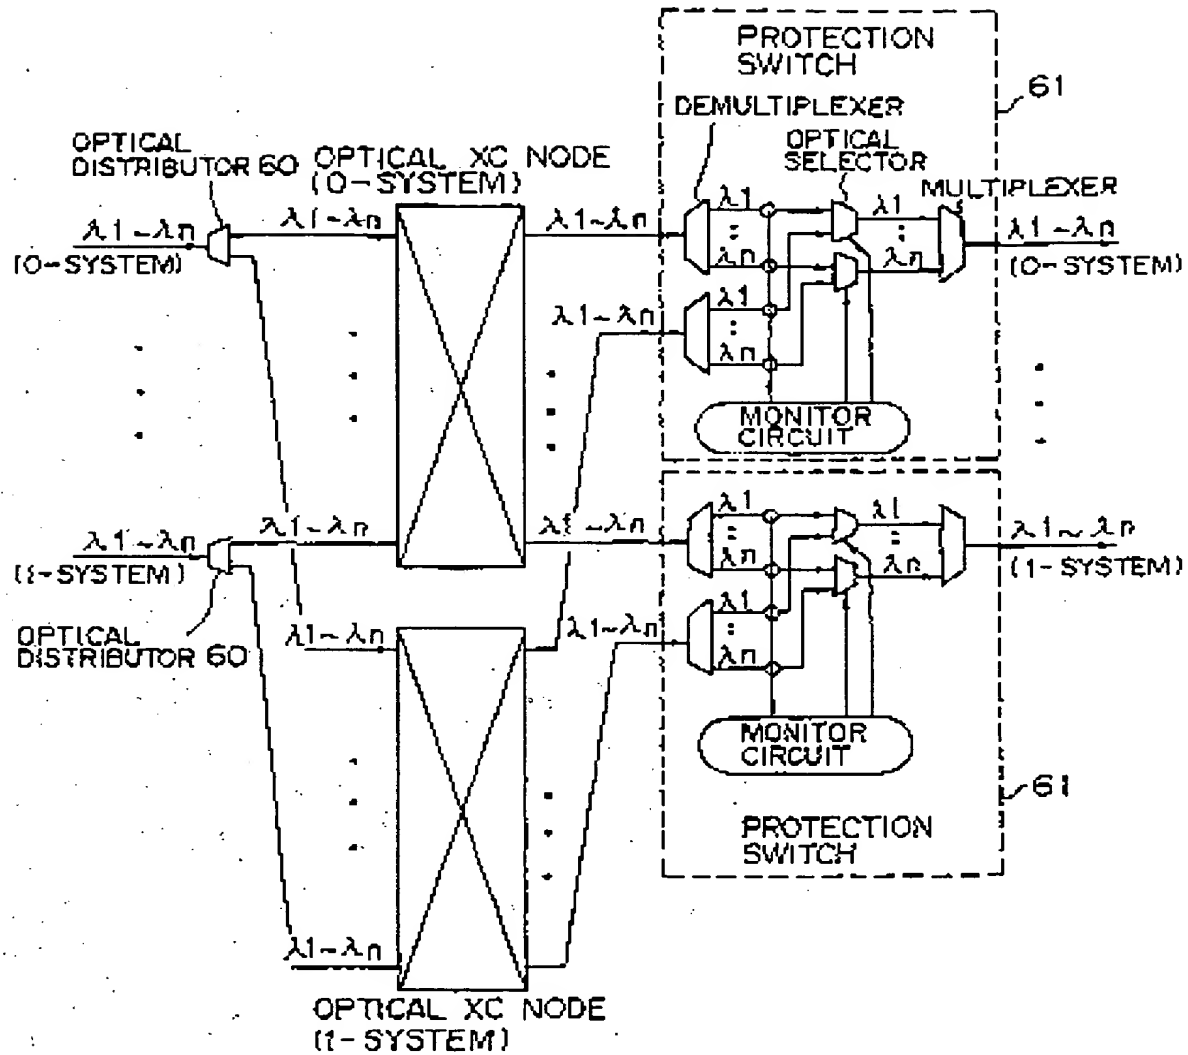 PROTECTION
SWITCH
61
DEMULTIPLEXER
OPTICAL
SELECTOR
MULTIPLEXER
OPTICAL
DISTRIBUTOR 60
OPTICAL XC NODE
(0-SYSTEM)
λ1~λn
(0-SYSTEM)
λ1~λn
λ1~λn
λ1
λn
λ1
λn
λ1~λn
(0-SYSTEM)
λ1~λn
λ1
λn
MONITOR
CIRCUIT
λ1~λn
(1-SYSTEM)
λ1~λn
λ1~λn
λ1
λn
λ1
λn
λ1~λn
(1-SYSTEM)
OPTICAL
DISTRIBUTOR 60
λ1~λn
λ1~λn
λ1
λn
MONITOR
CIRCUIT
61
PROTECTION
SWITCH
λ1~λn
OPTICAL XC NODE
(1-SYSTEM)